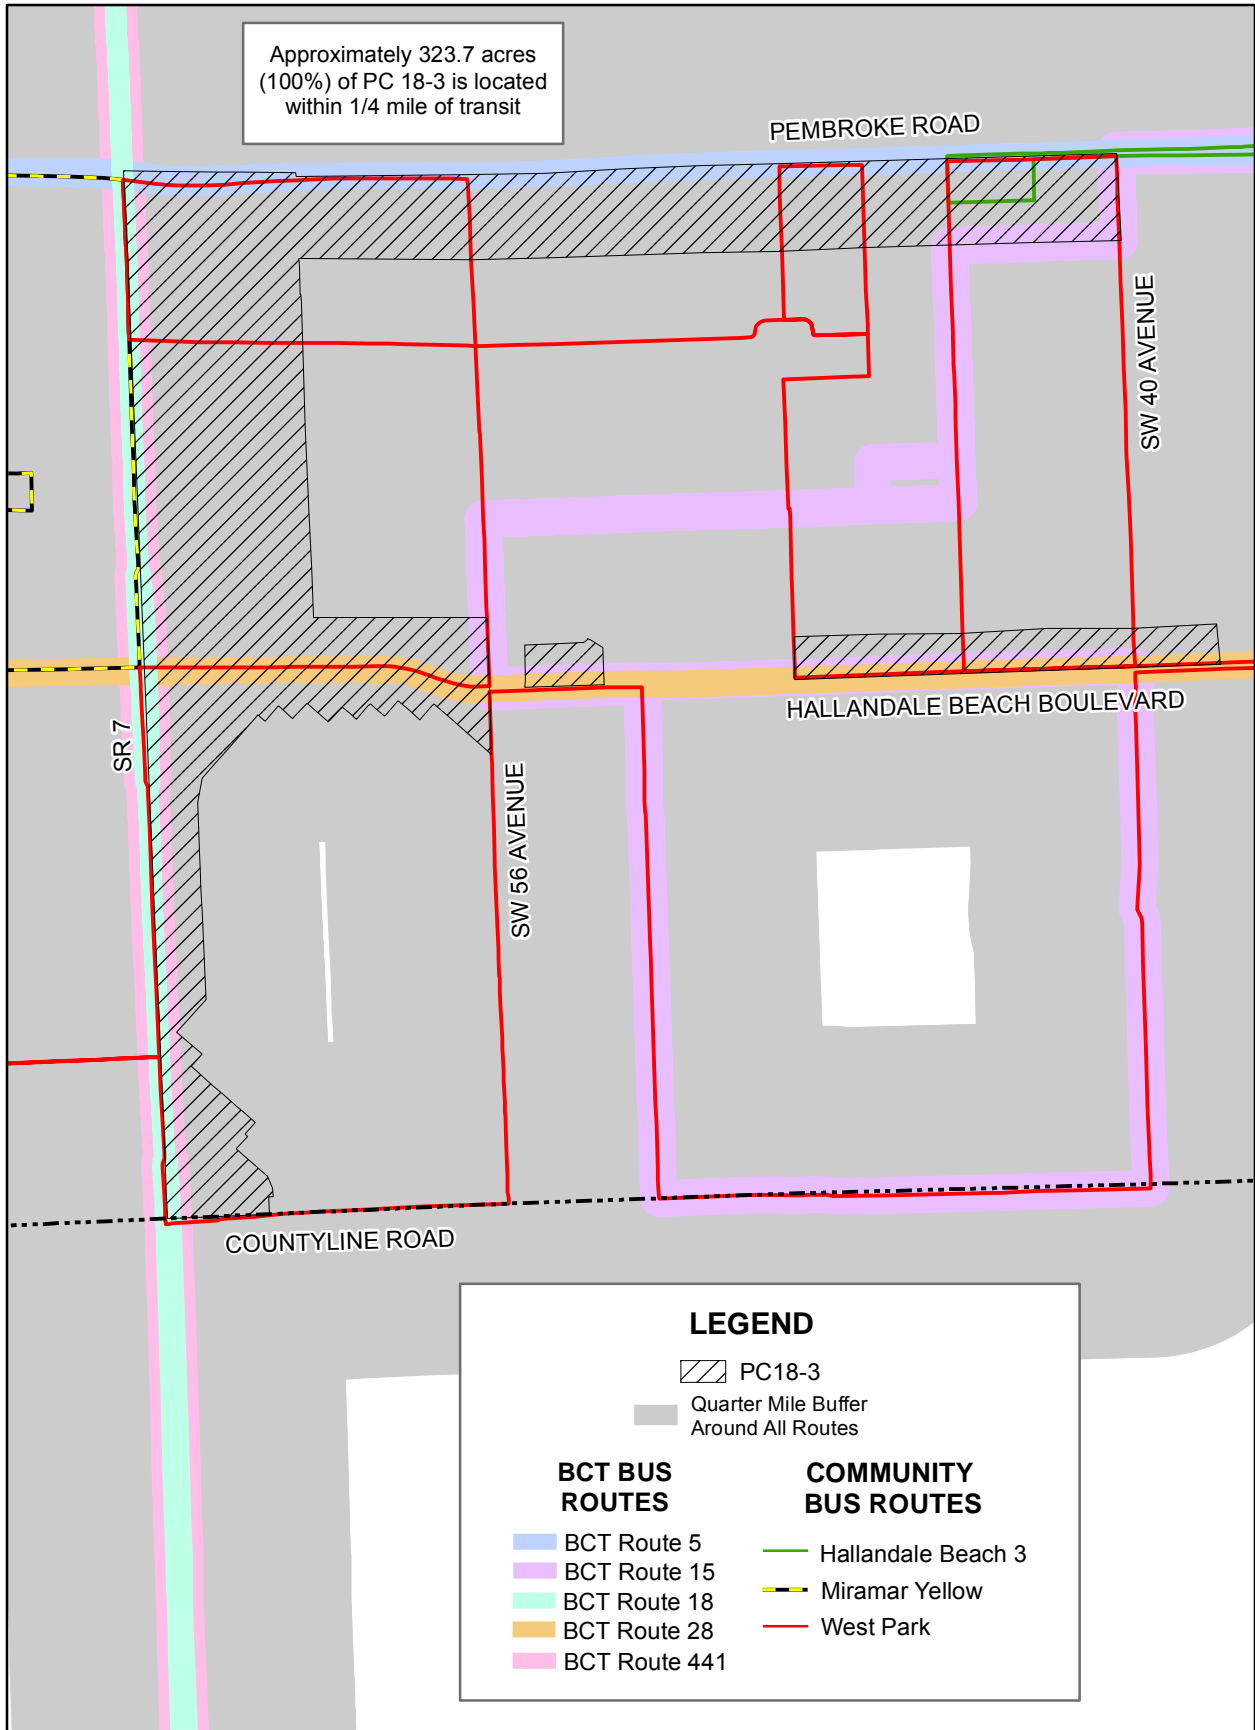 Approximately 323.7 acres
(100%) of PC 18-3 is located
within 1/4 mile of transit
PEMBROKE ROAD
SW 40 AVENUE
HALLANDALE BEACH BOULEVARD
SR 7
SW 56 AVENUE
COUNTYLINE ROAD
LEGEND
PC18-3
Quarter Mile Buffer
Around All Routes
BCT BUS
ROUTES
BCT Route 5
BCT Route 15
BCT Route 18
BCT Route 28
BCT Route 441
COMMUNITY
BUS ROUTES
Hallandale Beach 3
Miramar Yellow
West Park